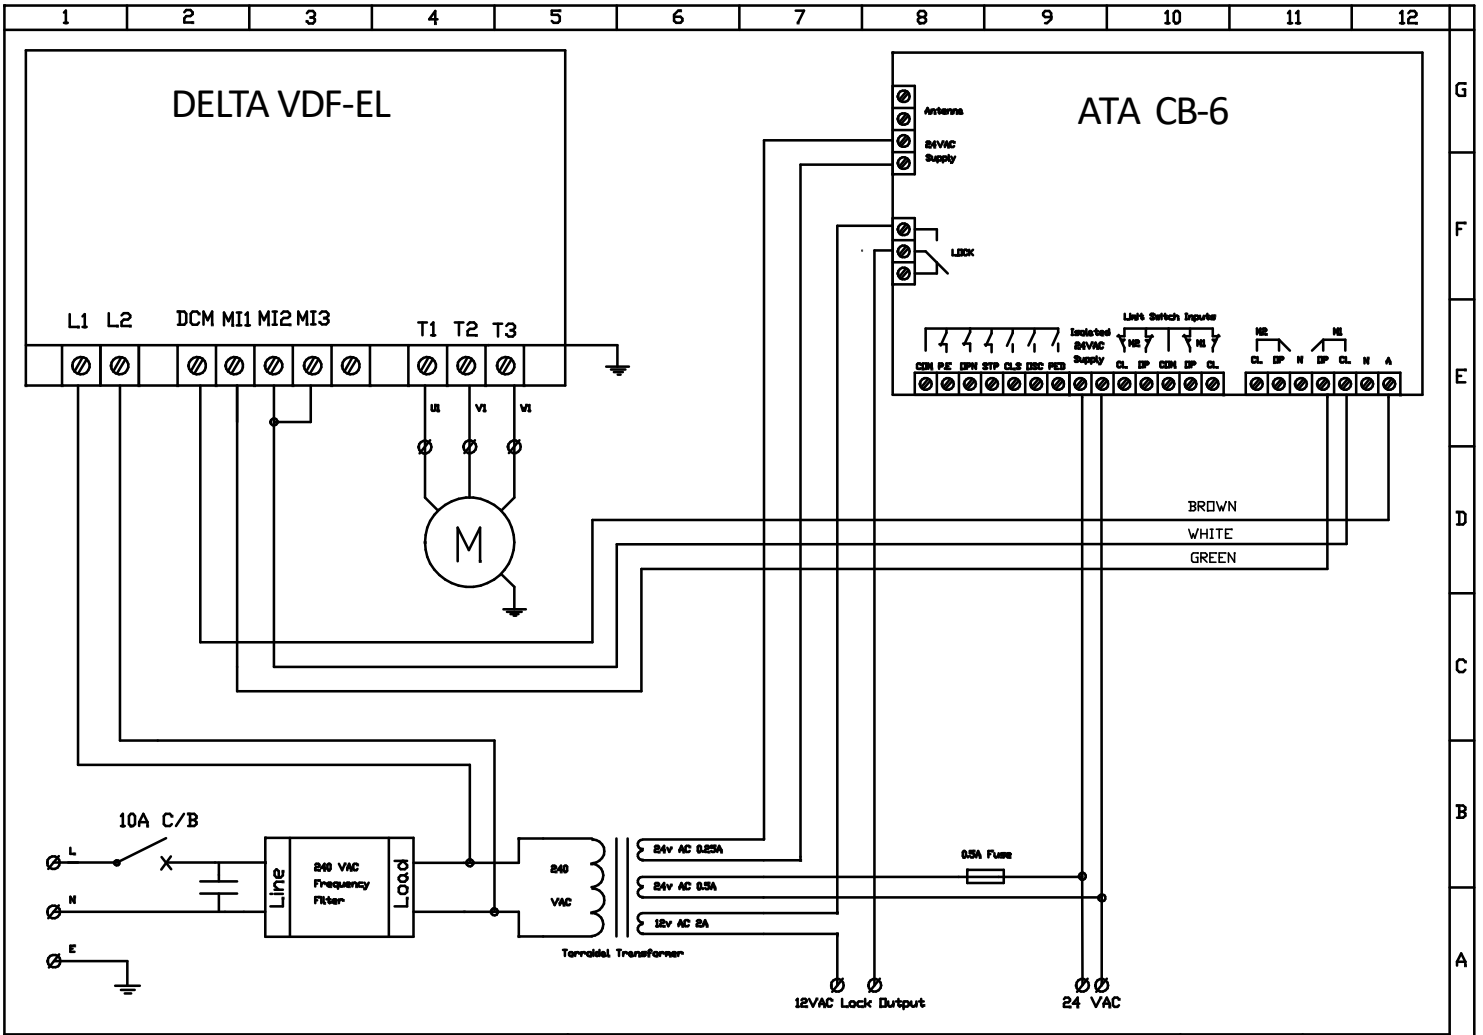 1 2 3 4 5 6 7 8 9 10 11 12
G
F
E
D
C
B
A
DELTA VDF-EL
L1 L2 DCM MI1 MI2 MI3 T1 T2 T3
U1 V1 W1
M
ATA CB-6
Antenna
24VAC
Supply
LOCK
Limit Switch Inputs
Isolated
24VAC
Supply
M2 M1
M2 M1
COM P.E OPN STP CLS OSC PED
CL OP COM OP CL
CL OP N OP CL N A
BROWN
WHITE
GREEN
10A C/B
L
N
E
Line
240 VAC
Frequency
Filter
Load
240
VAC
24v AC 0.25A
24v AC 0.5A
12v AC 2A
Torroidal Transformer
0.5A Fuse
12VAC Lock Output
24 VAC